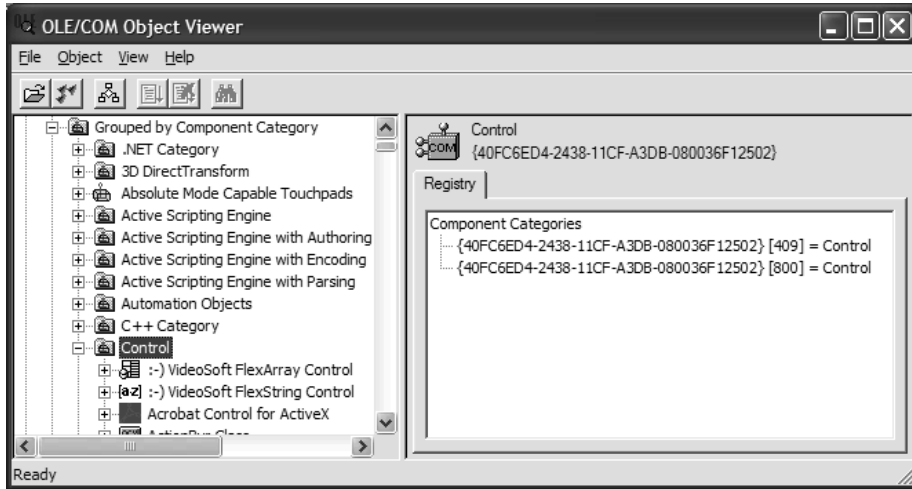 OLE/COM Object Viewer
File Object View Help
Grouped by Component Category
.NET Category
3D DirectTransform
Absolute Mode Capable Touchpads
Active Scripting Engine
Active Scripting Engine with Authoring
Active Scripting Engine with Encoding
Active Scripting Engine with Parsing
Automation Objects
C++ Category
Control
:-) VideoSoft FlexArray Control
[az] :-) VideoSoft FlexString Control
Acrobat Control for ActiveX
COM
Control
{40FC6ED4-2438-11CF-A3DB-080036F12502}
Registry
Component Categories
{40FC6ED4-2438-11CF-A3DB-080036F12502} [409] = Control
{40FC6ED4-2438-11CF-A3DB-080036F12502} [800] = Control
Ready